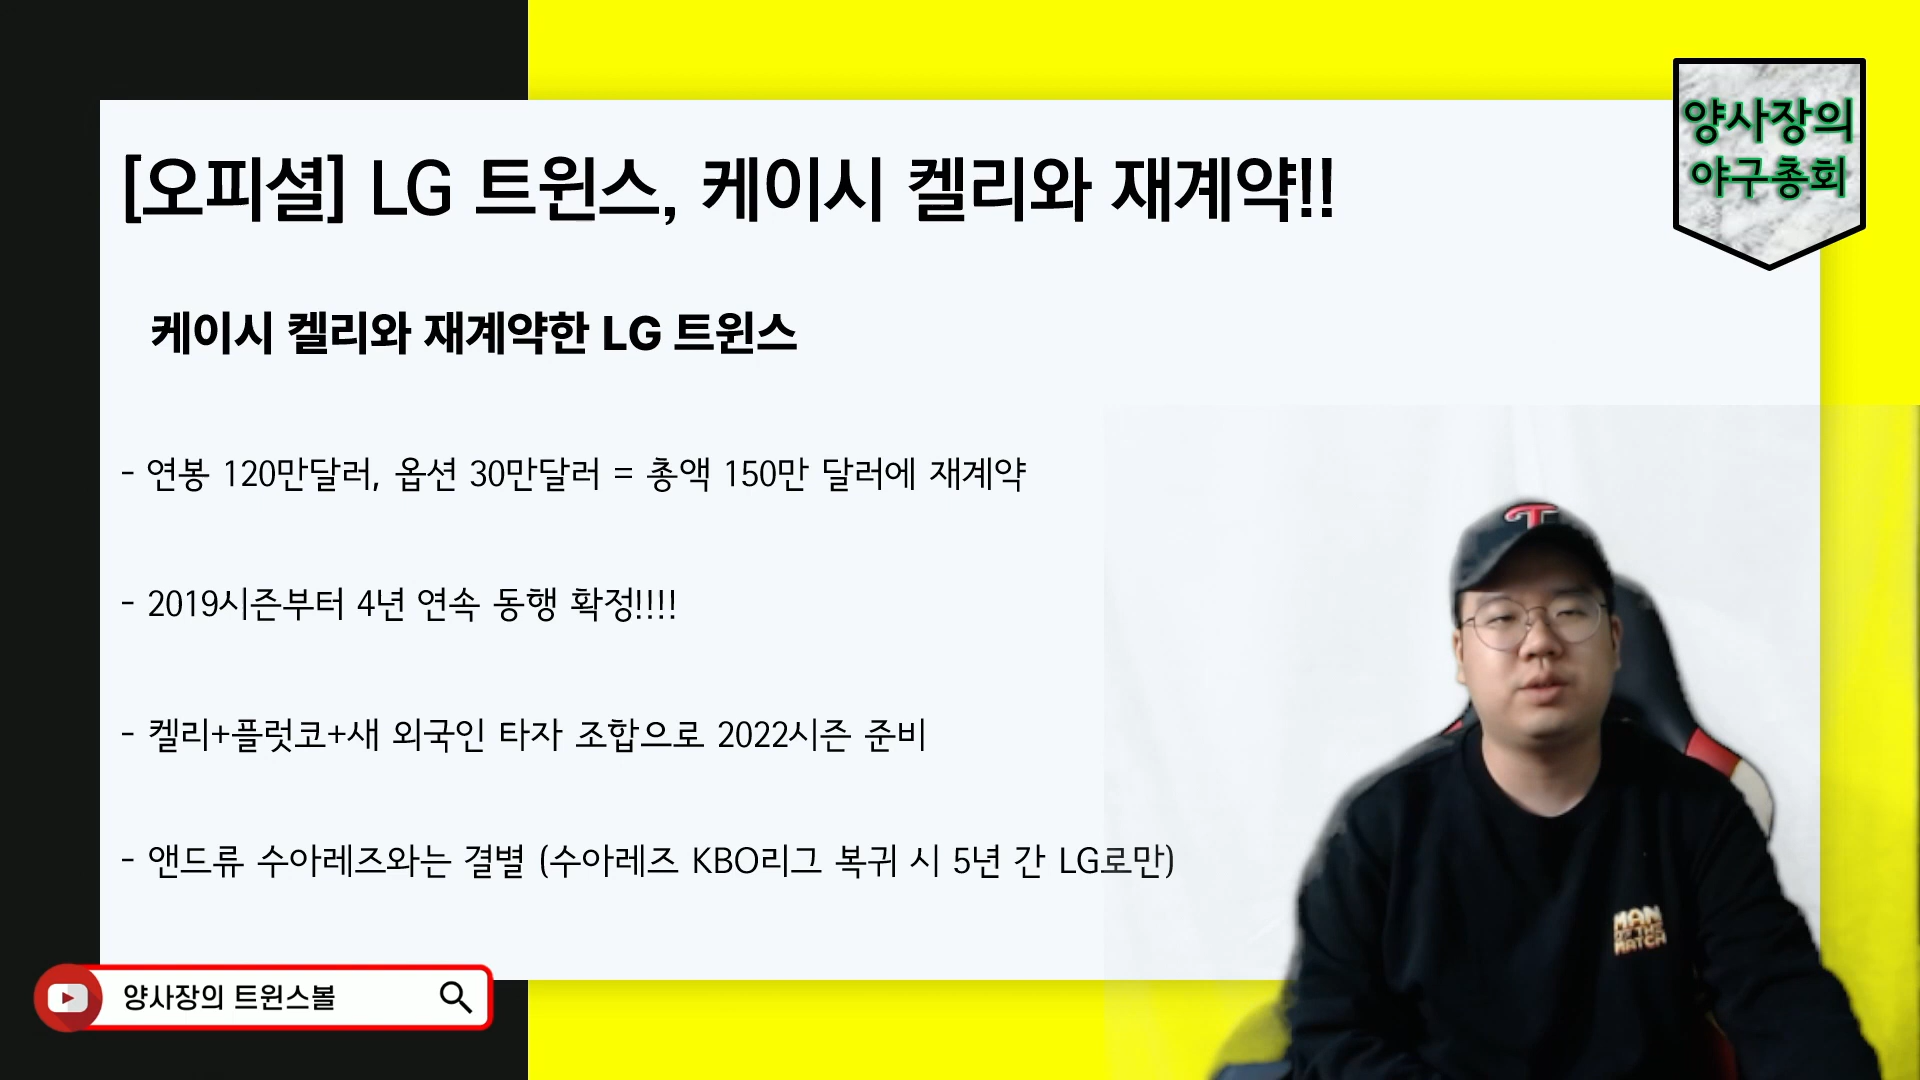 양사장의
야구총회
[오피셜] LG 트윈스, 케이시 켈리와 재계약!!
케이시 켈리와 재계약한 LG 트윈스
- 연봉 120만달러, 옵션 30만달러 = 총액 150만 달러에 재계약
- 2019시즌부터 4년 연속 동행 확정!!!!
- 켈리+플럿코+새 외국인 타자 조합으로 2022시즌 준비
- 앤드류 수아레즈와는 결별 (수아레즈 KBO리그 복귀 시 5년 간 LG로만)
T
MAN
OF THE
MATCH
양사장의 트윈스볼